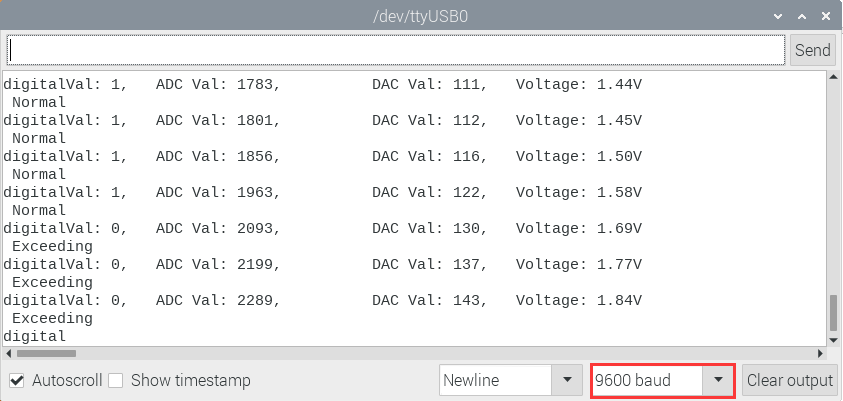 /dev/ttyUSB0
Send
digitalVal: 1,   ADC Val: 1783,          DAC Val: 111,   Voltage: 1.44V
 Normal
digitalVal: 1,   ADC Val: 1801,          DAC Val: 112,   Voltage: 1.45V
 Normal
digitalVal: 1,   ADC Val: 1856,          DAC Val: 116,   Voltage: 1.50V
 Normal
digitalVal: 1,   ADC Val: 1963,          DAC Val: 122,   Voltage: 1.58V
 Normal
digitalVal: 0,   ADC Val: 2093,          DAC Val: 130,   Voltage: 1.69V
 Exceeding
digitalVal: 0,   ADC Val: 2199,          DAC Val: 137,   Voltage: 1.77V
 Exceeding
digitalVal: 0,   ADC Val: 2289,          DAC Val: 143,   Voltage: 1.84V
 Exceeding
digital
Autoscroll Show timestamp Newline 9600 baud Clear output